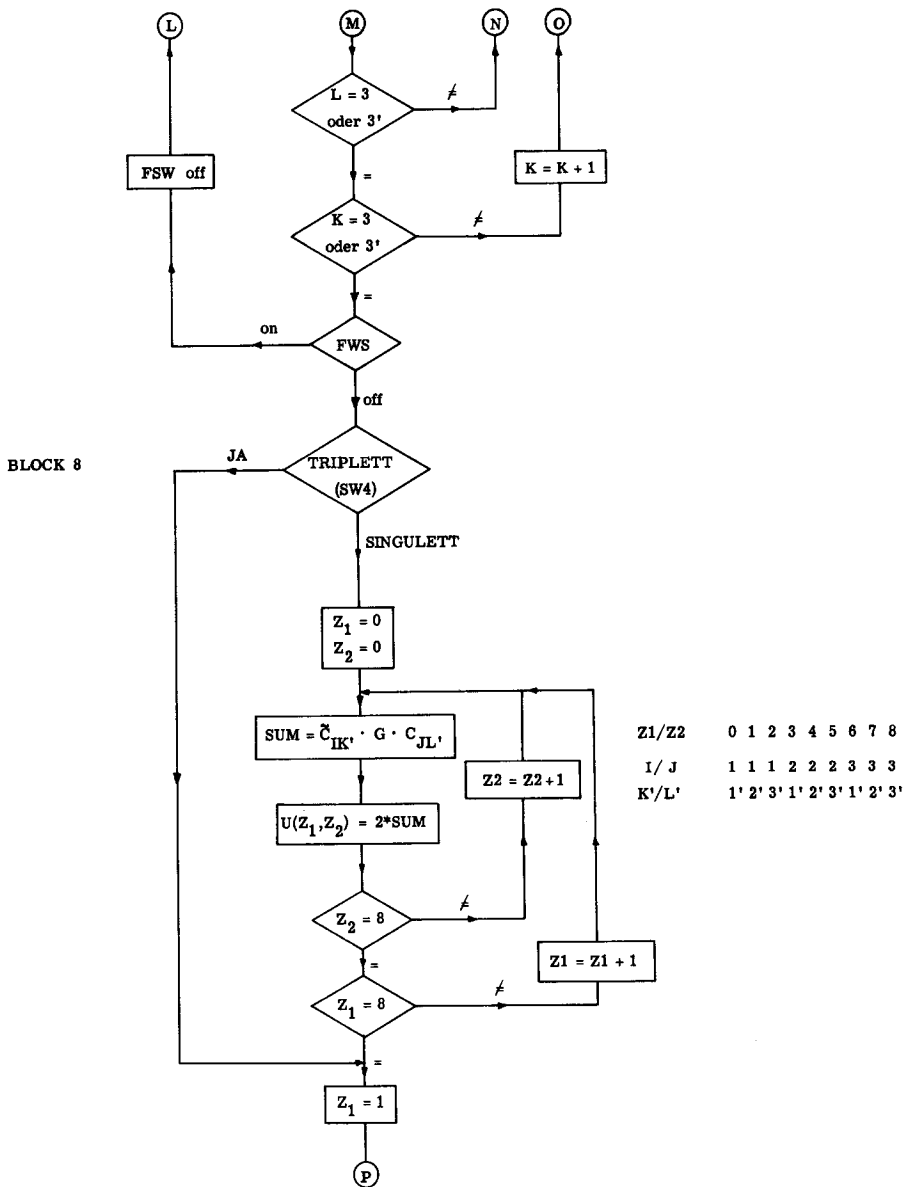 L
M
N
O
L = 3
oder 3'
≠
=
FSW off
K = K + 1
K = 3
oder 3'
≠
=
on
FWS
off
BLOCK 8
JA
TRIPLETT
(SW4)
SINGULETT
Z₁ = 0
Z₂ = 0
SUM = C̃IK' · G · CJL'
Z2 = Z2+1
Z1/Z2 0 1 2 3 4 5 6 7 8
I/ J 1 1 1 2 2 2 3 3 3
K'/L' 1' 2' 3' 1' 2' 3' 1' 2' 3'
U(Z₁,Z₂) = 2*SUM
Z₂ = 8
≠
=
Z1 = Z1 + 1
Z₁ = 8
≠
=
Z₁ = 1
P